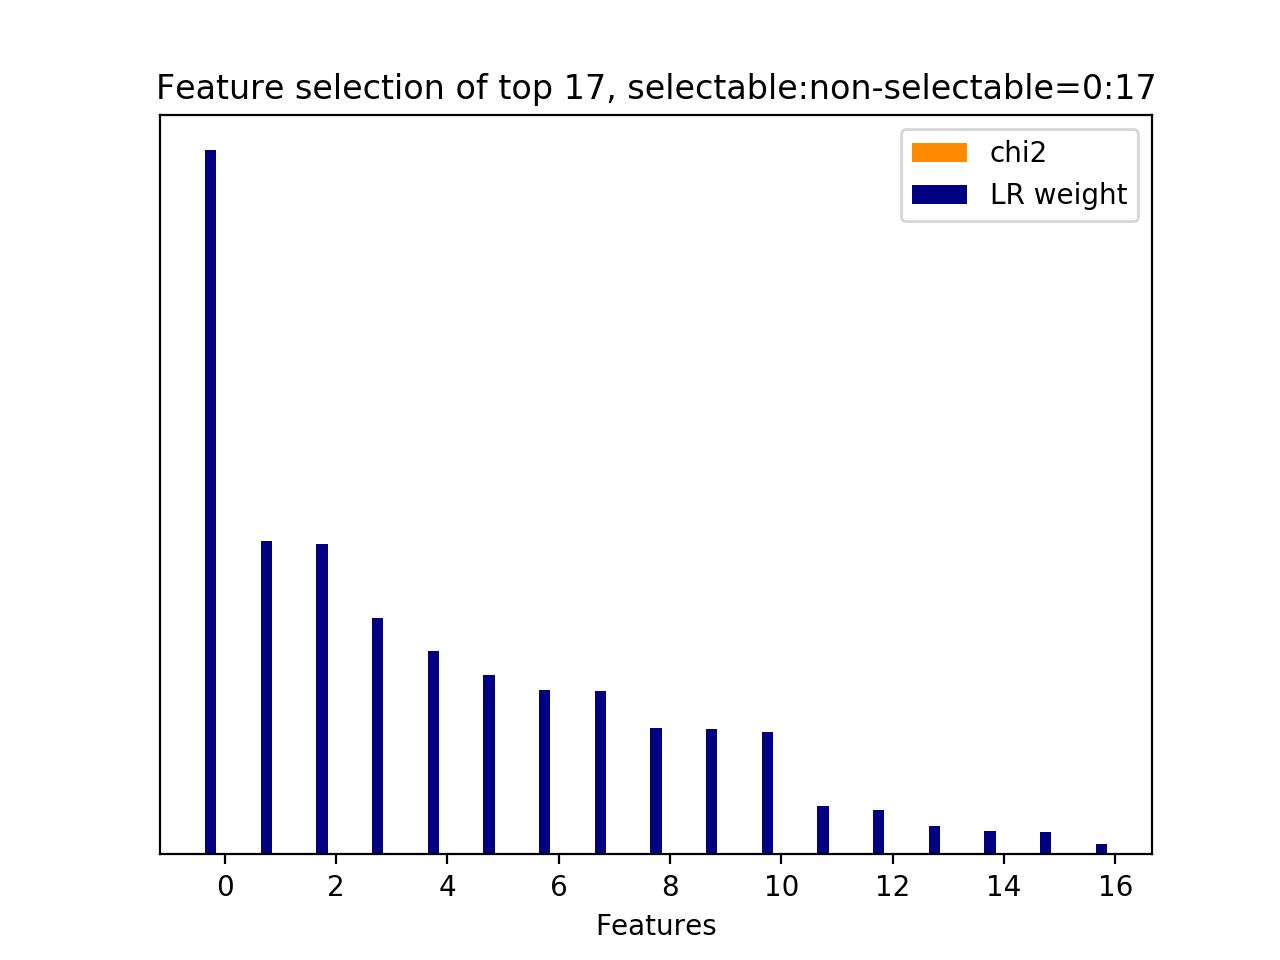 Feature selection of top 17, selectable:non-selectable=0:17
chi2
LR weight
0 2 4 6 8 10 12 14 16
Features